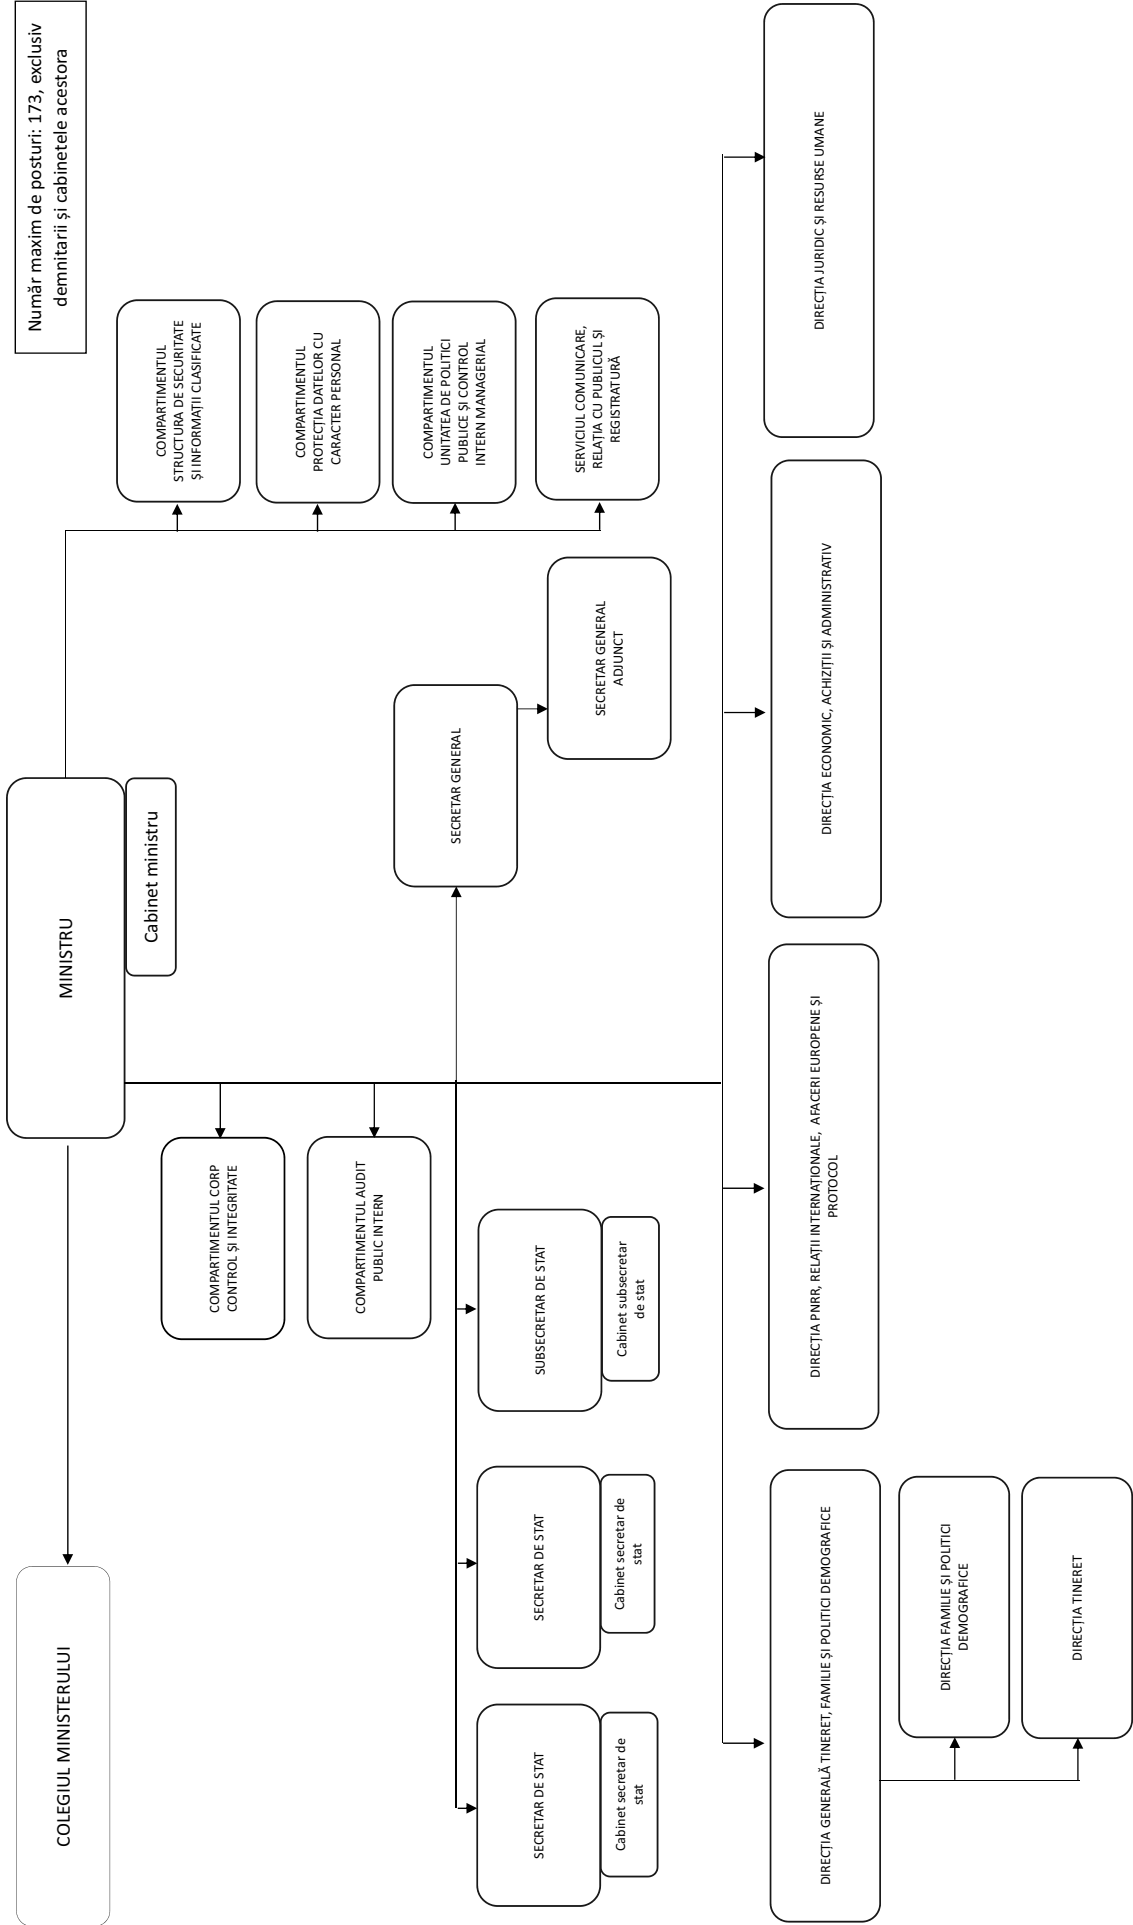 Număr maxim de posturi: 173, exclusiv
demnitarii și cabinetele acestora
COLEGIUL MINISTERULUI
MINISTRU
Cabinet ministru
COMPARTIMENTUL CORP
CONTROL ȘI INTEGRITATE
COMPARTIMENTUL
STRUCTURA DE SECURITATE
ȘI INFORMAȚII CLASIFICATE
COMPARTIMENTUL AUDIT
PUBLIC INTERN
COMPARTIMENTUL
PROTECȚIA DATELOR CU
CARACTER PERSONAL
SECRETAR GENERAL
COMPARTIMENTUL
UNITATEA DE POLITICI
PUBLICE ȘI CONTROL
INTERN MANAGERIAL
SECRETAR DE STAT
Cabinet secretar de
stat
SECRETAR DE STAT
Cabinet secretar de
stat
SUBSECRETAR DE STAT
Cabinet subsecretar
de stat
SECRETAR GENERAL
ADJUNCT
SERVICIUL COMUNICARE,
RELAȚIA CU PUBLICUL ȘI
REGISTRATURĂ
DIRECȚIA GENERALĂ TINERET, FAMILIE ȘI POLITICI DEMOGRAFICE
DIRECȚIA PNRR, RELAȚII INTERNAȚIONALE, AFACERI EUROPENE ȘI
PROTOCOL
DIRECȚIA ECONOMIC, ACHIZIȚII ȘI ADMINISTRATIV
DIRECȚIA JURIDIC ȘI RESURSE UMANE
DIRECȚIA FAMILIE ȘI POLITICI
DEMOGRAFICE
DIRECȚIA TINERET